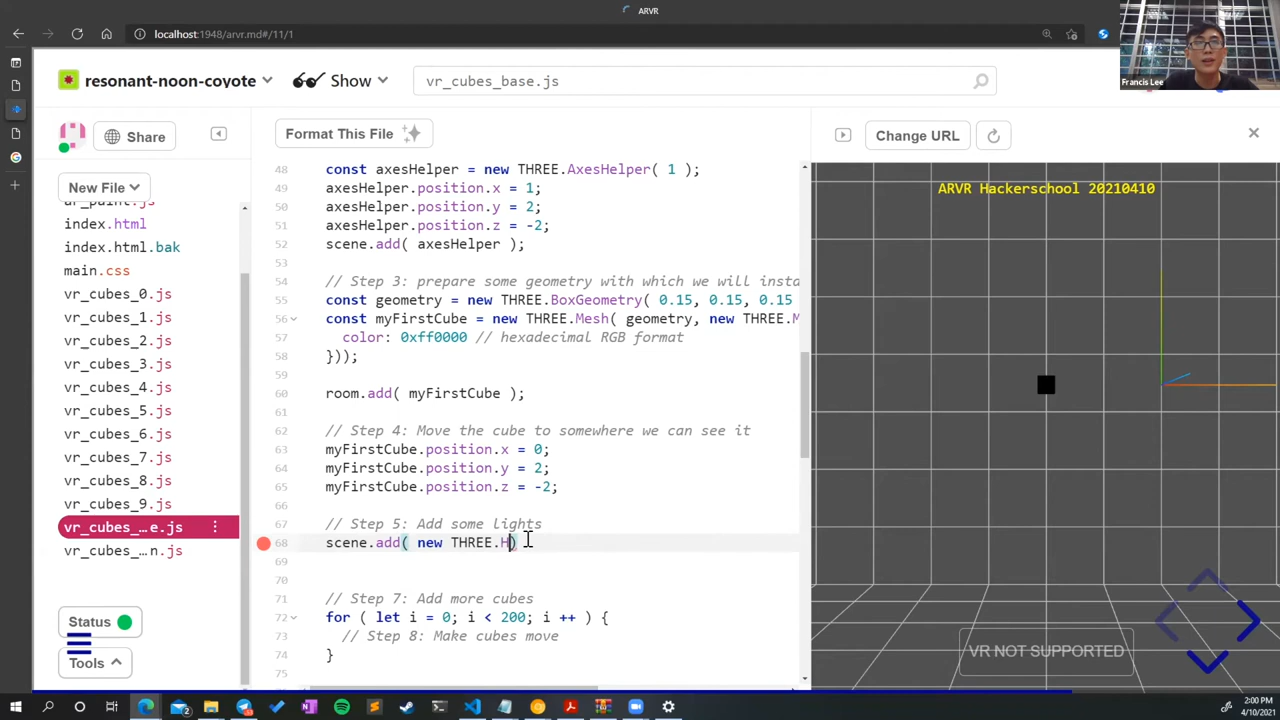 ARVR
localhost:1948/arvr.md#/11/1
Francis Lee
resonant-noon-coyote
Show
vr_cubes_base.js
Share
Format This File
Change URL
New File
ar_paint.js
index.html
index.html.bak
main.css
vr_cubes_0.js
vr_cubes_1.js
vr_cubes_2.js
vr_cubes_3.js
vr_cubes_4.js
vr_cubes_5.js
vr_cubes_6.js
vr_cubes_7.js
vr_cubes_8.js
vr_cubes_9.js
vr_cubes_...e.js
vr_cubes_...n.js
Status
Tools
48 const axesHelper = new THREE.AxesHelper( 1 );
49 axesHelper.position.x = 1;
50 axesHelper.position.y = 2;
51 axesHelper.position.z = -2;
52 scene.add( axesHelper );
53
54 // Step 3: prepare some geometry with which we will insta
55 const geometry = new THREE.BoxGeometry( 0.15, 0.15, 0.15
56 const myFirstCube = new THREE.Mesh( geometry, new THREE.M
57 color: 0xff0000 // hexadecimal RGB format
58 }));
59
60 room.add( myFirstCube );
61
62 // Step 4: Move the cube to somewhere we can see it
63 myFirstCube.position.x = 0;
64 myFirstCube.position.y = 2;
65 myFirstCube.position.z = -2;
66
67 // Step 5: Add some lights
68 scene.add( new THREE.H)
69
70
71 // Step 7: Add more cubes
72 for ( let i = 0; i < 200; i ++ ) {
73 // Step 8: Make cubes move
74 }
75
ARVR Hackerschool 20210410
VR NOT SUPPORTED
2:00 PM
4/10/2021